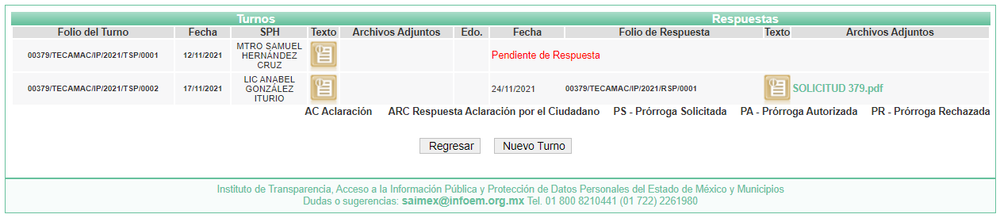 Turnos Respuestas
Folio del Turno Fecha SPH Texto Archivos Adjuntos Edo. Fecha Folio de Respuesta Texto Archivos Adjuntos
00379/TECAMAC/IP/2021/TSP/0001 12/11/2021 MTRO SAMUEL HERNÁNDEZ CRUZ Pendiente de Respuesta
00379/TECAMAC/IP/2021/TSP/0002 17/11/2021 LIC ANABEL GONZÁLEZ ITURIO 24/11/2021 00379/TECAMAC/IP/2021/RSP/0001 SOLICITUD 379.pdf
AC Aclaración ARC Respuesta Aclaración por el Ciudadano PS - Prórroga Solicitada PA - Prórroga Autorizada PR - Prórroga Rechazada
Regresar Nuevo Turno
Instituto de Transparencia, Acceso a la Información Pública y Protección de Datos Personales del Estado de México y Municipios
Dudas o sugerencias: saimex@infoem.org.mx Tel. 01 800 8210441 (01 722) 2261980